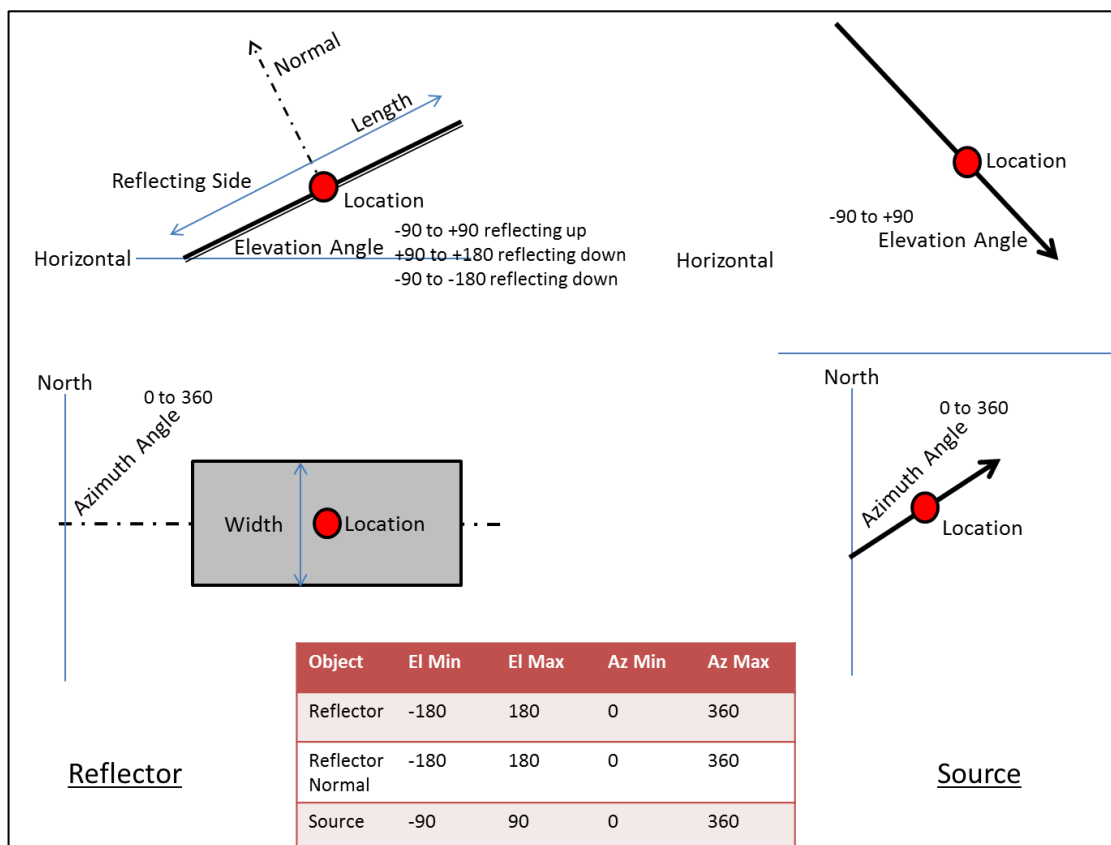 Normal
Length
Reflecting Side
Location
Elevation Angle
-90 to +90 reflecting up
+90 to +180 reflecting down
-90 to -180 reflecting down
Horizontal
Location
-90 to +90
Elevation Angle
Horizontal
North
0 to 360
Azimuth Angle
Width
Location
North
0 to 360
Azimuth Angle
Location
Object El Min El Max Az Min Az Max
Reflector -180 180 0 360
Reflector Normal -180 180 0 360
Source -90 90 0 360
Reflector
Source